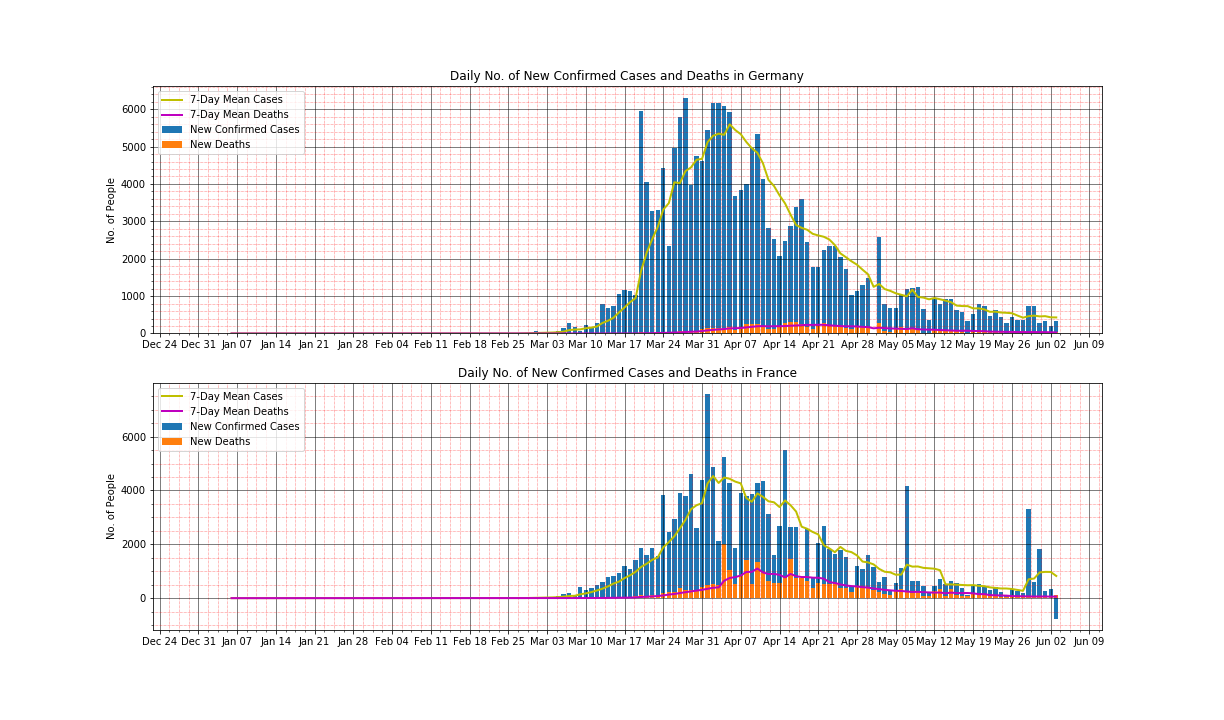 Daily No. of New Confirmed Cases and Deaths in Germany
No. of People
6000
5000
4000
3000
2000
1000
0
7-Day Mean Cases
7-Day Mean Deaths
New Confirmed Cases
New Deaths
Dec 24 Dec 31 Jan 07 Jan 14 Jan 21 Jan 28 Feb 04 Feb 11 Feb 18 Feb 25 Mar 03 Mar 10 Mar 17 Mar 24 Mar 31 Apr 07 Apr 14 Apr 21 Apr 28 May 05 May 12 May 19 May 26 Jun 02 Jun 09
Daily No. of New Confirmed Cases and Deaths in France
No. of People
6000
4000
2000
0
7-Day Mean Cases
7-Day Mean Deaths
New Confirmed Cases
New Deaths
Dec 24 Dec 31 Jan 07 Jan 14 Jan 21 Jan 28 Feb 04 Feb 11 Feb 18 Feb 25 Mar 03 Mar 10 Mar 17 Mar 24 Mar 31 Apr 07 Apr 14 Apr 21 Apr 28 May 05 May 12 May 19 May 26 Jun 02 Jun 09